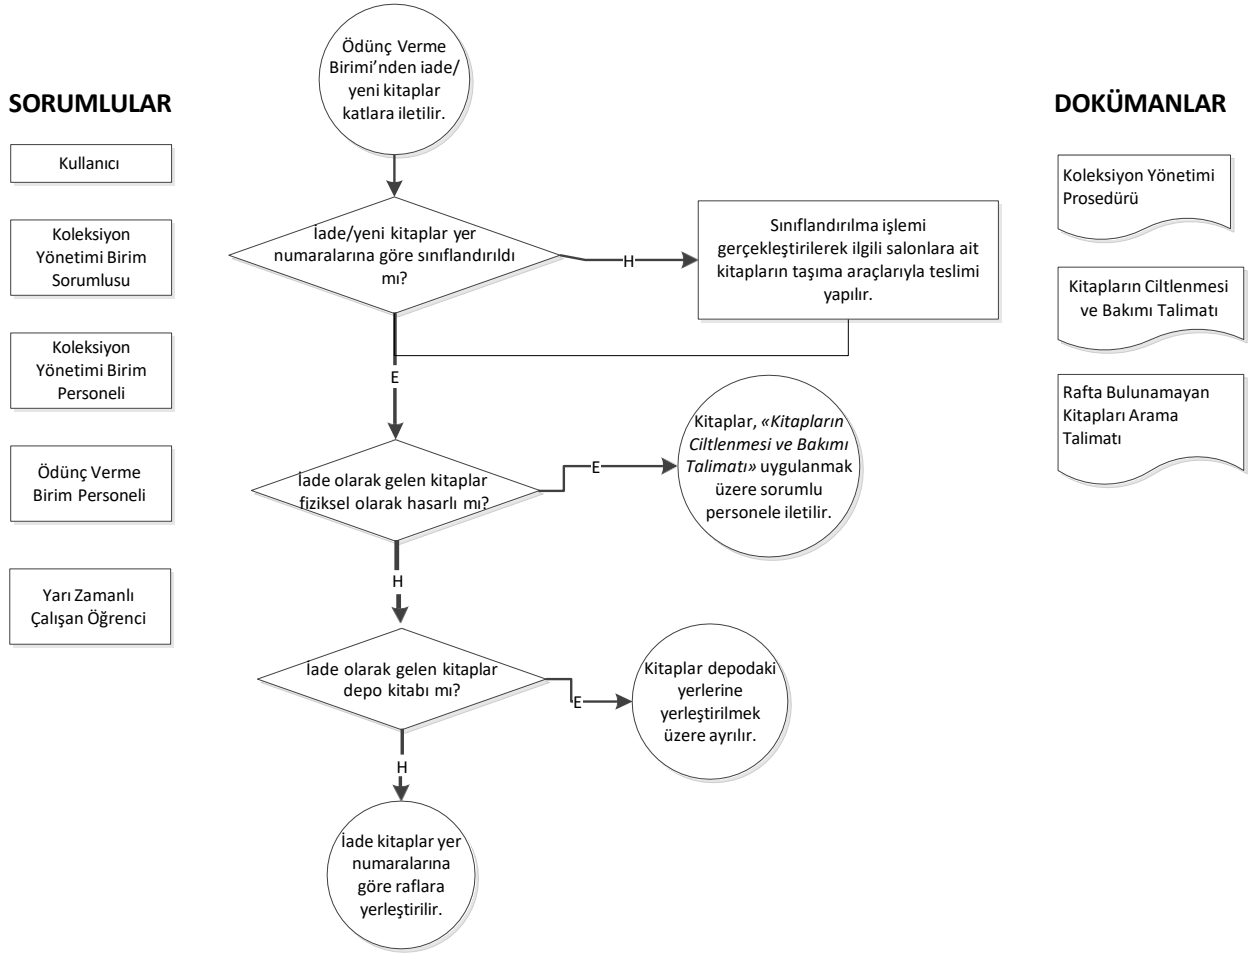 Ödünç Verme
Birimi’nden iade/
yeni kitaplar
katlara iletilir.
SORUMLULAR
Kullanıcı
Koleksiyon
Yönetimi Birim
Sorumlusu
Koleksiyon
Yönetimi Birim
Personeli
Ödünç Verme
Birim Personeli
Yarı Zamanlı
Çalışan Öğrenci
İade/yeni kitaplar yer
numaralarına göre sınıflandırıldı
mı?
H
Sınıflandırılma işlemi
gerçekleştirilerek ilgili salonlara ait
kitapların taşıma araçlarıyla teslimi
yapılır.
E
İade olarak gelen kitaplar
fiziksel olarak hasarlı mı?
E
Kitaplar, «Kitapların
Ciltlenmesi ve Bakımı
Talimatı» uygulanmak
üzere sorumlu
personele iletilir.
H
İade olarak gelen kitaplar
depo kitabı mı?
E
Kitaplar depodaki
yerlerine
yerleştirilmek
üzere ayrılır.
H
İade kitaplar yer
numaralarına
göre raflara
yerleştirilir.
DOKÜMANLAR
Koleksiyon Yönetimi
Prosedürü
Kitapların Ciltlenmesi
ve Bakımı Talimatı
Rafta Bulunamayan
Kitapları Arama
Talimatı